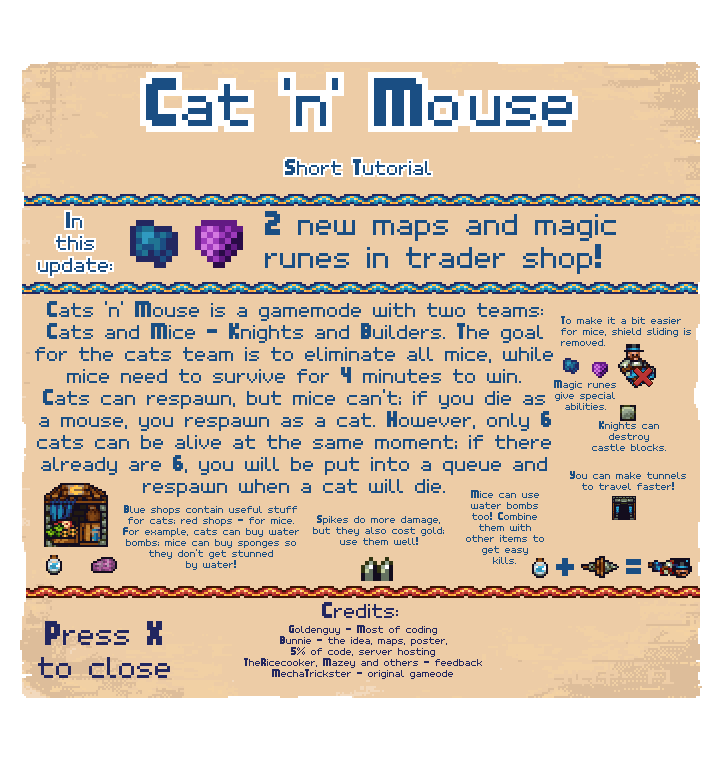 Cat 'n' Mouse
Short Tutorial
In
this
update:
2 new maps and magic
runes in trader shop!
Cats 'n' Mouse is a gamemode with two teams:
Cats and Mice - Knights and Builders. The goal
for the cats team is to eliminate all mice, while
mice need to survive for 4 minutes to win.
Cats can respawn, but mice can't; if you die as
a mouse, you respawn as a cat. However, only 6
cats can be alive at the same moment; if there
already are 6, you will be put into a queue and
respawn when a cat will die.
To make it a bit easier
for mice, shield sliding is
removed.
Magic runes
give special
abilities.
Knights can
destroy
castle blocks.
You can make tunnels
to travel faster!
Blue shops contain useful stuff
for cats; red shops - for mice.
For example, cats can buy water
bombs; mice can buy sponges so
they don't get stunned
by water!
Spikes do more damage,
but they also cost gold;
use them well!
Mice can use
water bombs
too! Combine
them with
other items to
get easy
kills.
+ =
Press X
to close
Credits:
Goldenguy - Most of coding
Bunnie - the idea, maps, poster,
5% of code, server hosting
TheRicecooker, Mazey and others - feedback
MechaTrickster - original gameode